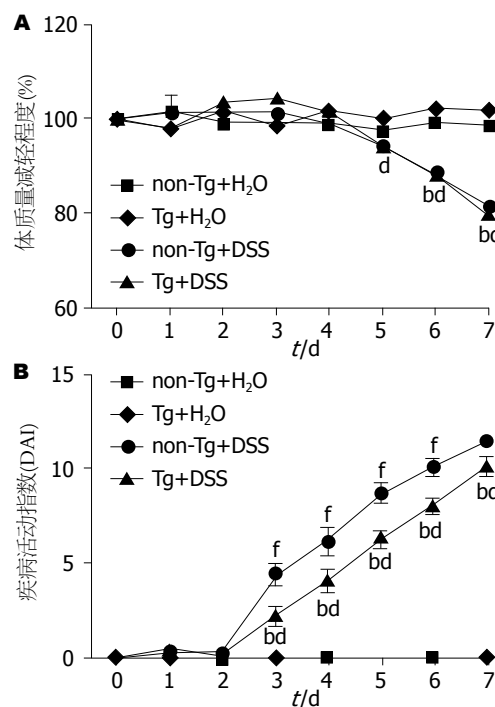 A
120
100
80
60
体质量减轻程度(%)
non-Tg+H₂O
Tg+H₂O
non-Tg+DSS
Tg+DSS
d
bd
bd
0 1 2 3 4 5 6 7
t/d
B
15
10
5
0
疾病活动指数(DAI)
non-Tg+H₂O
Tg+H₂O
non-Tg+DSS
Tg+DSS
f
f
f
f
bd
bd
bd
bd
bd
0 1 2 3 4 5 6 7
t/d